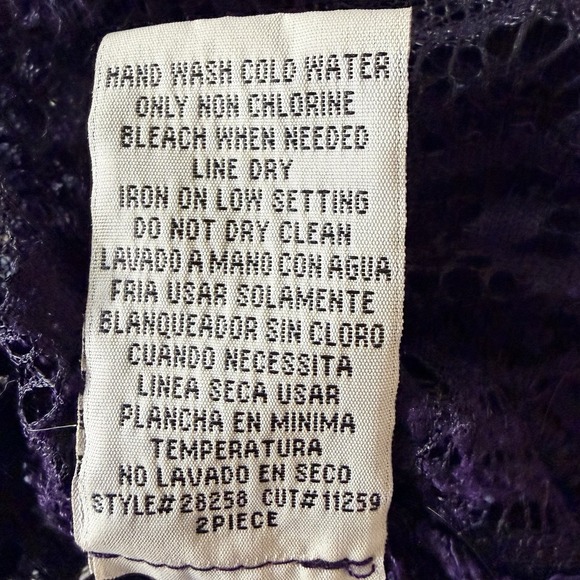 HAND WASH COLD WATER
ONLY NON CHLORINE
BLEACH WHEN NEEDED
LINE DRY
IRON ON LOW SETTING
DO NOT DRY CLEAN
LAVADO A MANO CON AGUA
FRIA USAR SOLAMENTE
BLANQUEADOR SIN CLORO
CUANDO NECESSITA
LINEA SECA USAR
PLANCHA EN MINIMA
TEMPERATURA
NO LAVADO EN SECO
STYLE# 28258 CUT# 11259
2PIECE